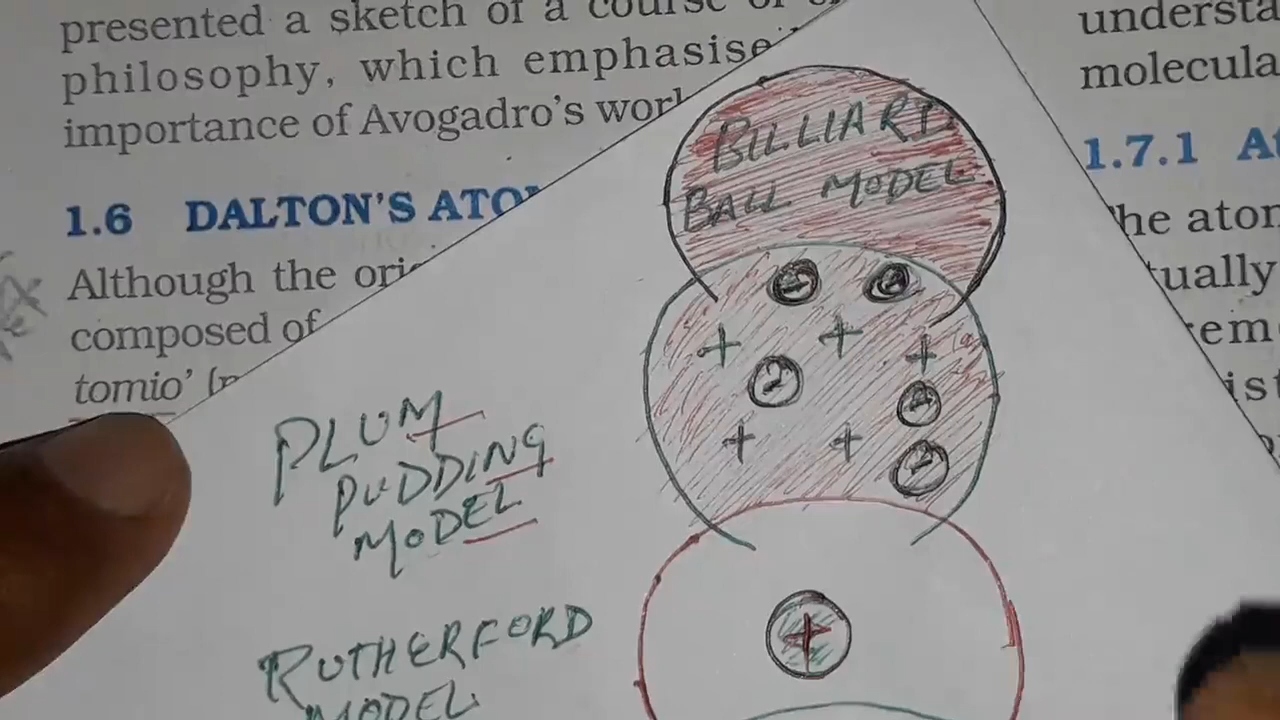 presented a sketch of a course of
philosophy, which emphasise
importance of Avogadro's work
1.6 DALTON'S ATO
Although the ori
composed of
tomio'
understa
molecula
1.7.1 A
he atom
tually
em
ist
BILLIARD
BALL MODEL
+ + +
+ +
PLUM
PUDDING
MODEL
+
RUTHERFORD
MODEL